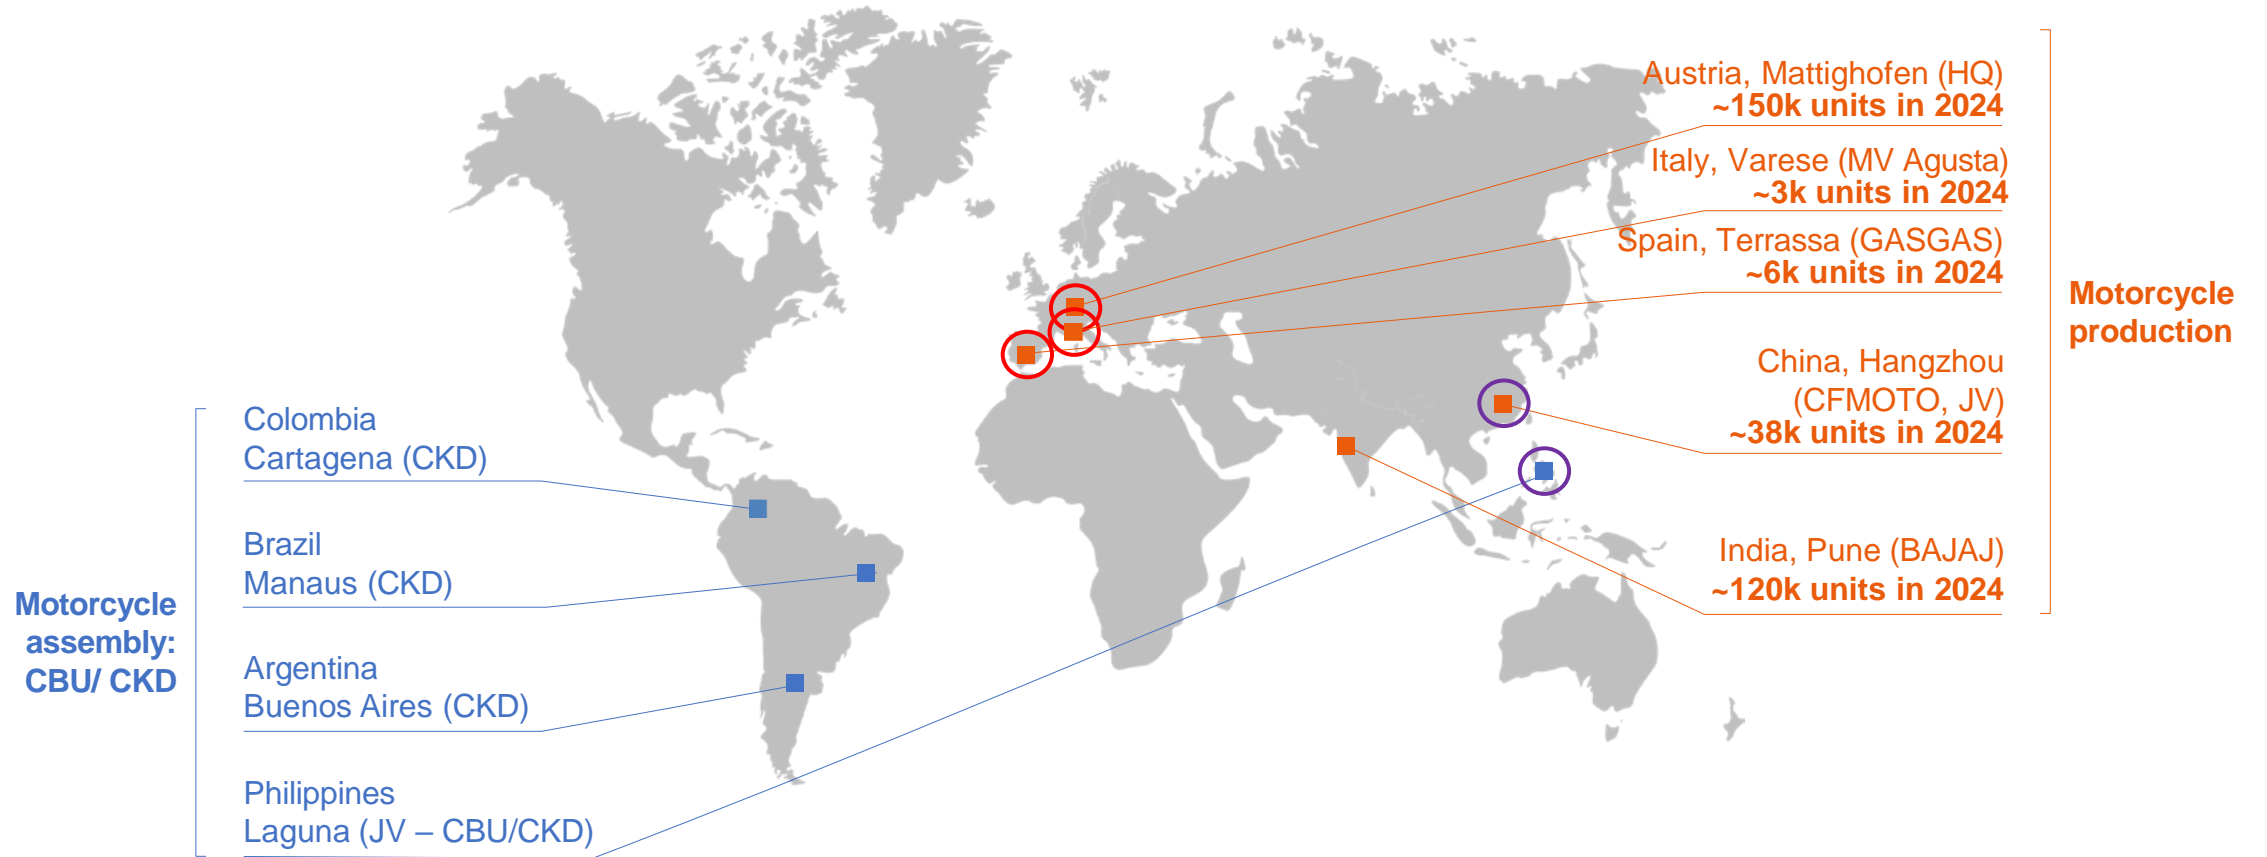 Motorcycle
assembly:
CBU/ CKD
Colombia
Cartagena (CKD)
Brazil
Manaus (CKD)
Argentina
Buenos Aires (CKD)
Philippines
Laguna (JV – CBU/CKD)
Austria, Mattighofen (HQ)
~150k units in 2024
Italy, Varese (MV Agusta)
~3k units in 2024
Spain, Terrassa (GASGAS)
~6k units in 2024
China, Hangzhou
(CFMOTO, JV)
~38k units in 2024
India, Pune (BAJAJ)
~120k units in 2024
Motorcycle
production